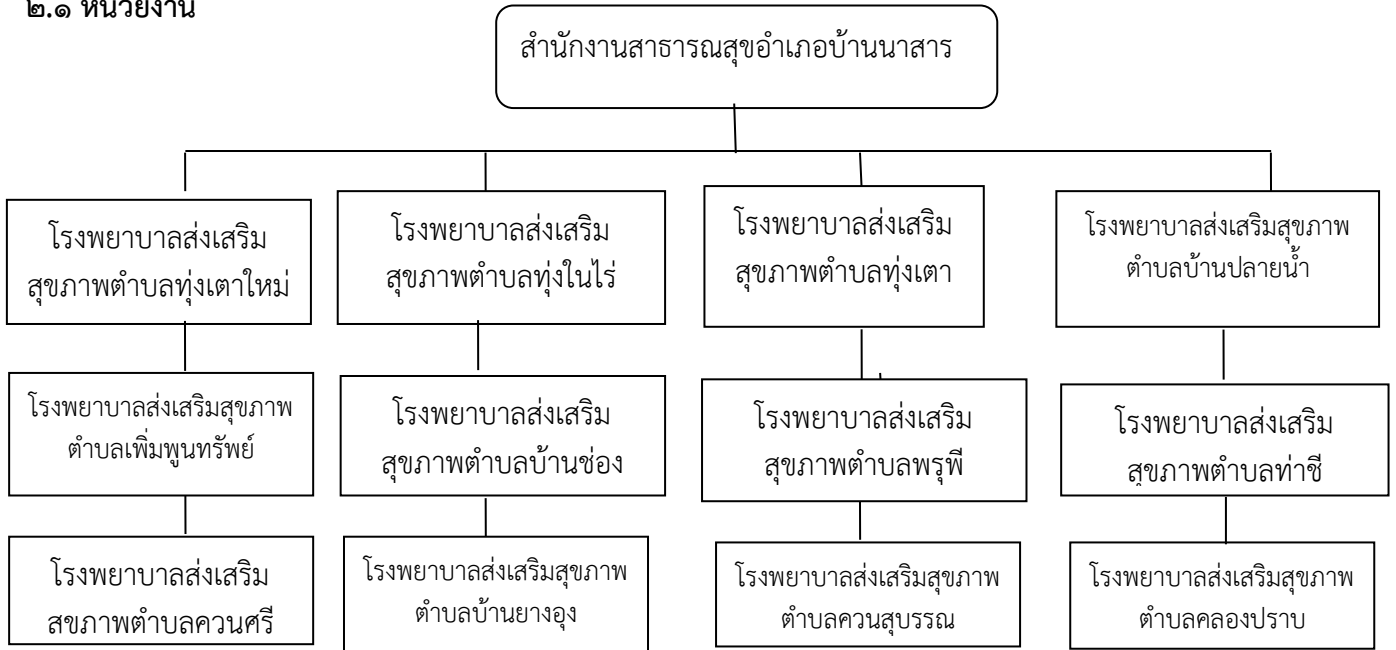 ๒.๑ หน่วยงาน
สำนักงานสาธารณสุขอำเภอบ้านนาสาร
โรงพยาบาลส่งเสริม
สุขภาพตำบลทุ่งเตาใหม่
โรงพยาบาลส่งเสริม
สุขภาพตำบลทุ่งในไร่
โรงพยาบาลส่งเสริม
สุขภาพตำบลทุ่งเตา
โรงพยาบาลส่งเสริมสุขภาพ
ตำบลบ้านปลายน้ำ
โรงพยาบาลส่งเสริมสุขภาพ
ตำบลเพิ่มพูนทรัพย์
โรงพยาบาลส่งเสริม
สุขภาพตำบลบ้านช่อง
โรงพยาบาลส่งเสริม
สุขภาพตำบลพรุพี
โรงพยาบาลส่งเสริม
สุขภาพตำบลท่าชี
โรงพยาบาลส่งเสริม
สุขภาพตำบลควนศรี
โรงพยาบาลส่งเสริมสุขภาพ
ตำบลบ้านยางอุง
โรงพยาบาลส่งเสริมสุขภาพ
ตำบลควนสุบรรณ
โรงพยาบาลส่งเสริมสุขภาพ
ตำบลคลองปราบ